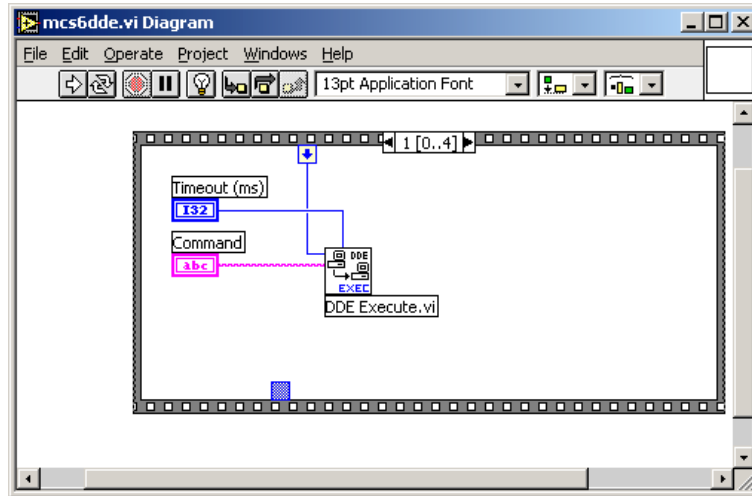 mcs6dde.vi Diagram
File Edit Operate Project Windows Help
13pt Application Font
1 [0..4]
Timeout (ms)
I32
Command
abc
DDE
EXEC
DDE Execute.vi